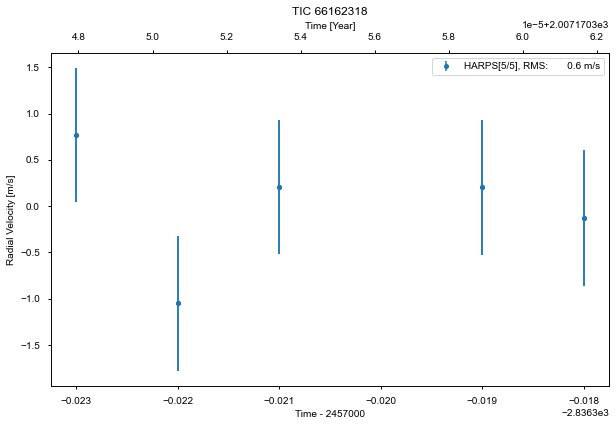 TIC 66162318
Time [Year]
1e−5+2.0071703e3
4.8 5.0 5.2 5.4 5.6 5.8 6.0 6.2
HARPS[5/5], RMS: 0.6 m/s
1.5
1.0
0.5
0.0
−0.5
−1.0
−1.5
Radial Velocity [m/s]
−0.023 −0.022 −0.021 −0.020 −0.019 −0.018
Time - 2457000
−2.8363e3